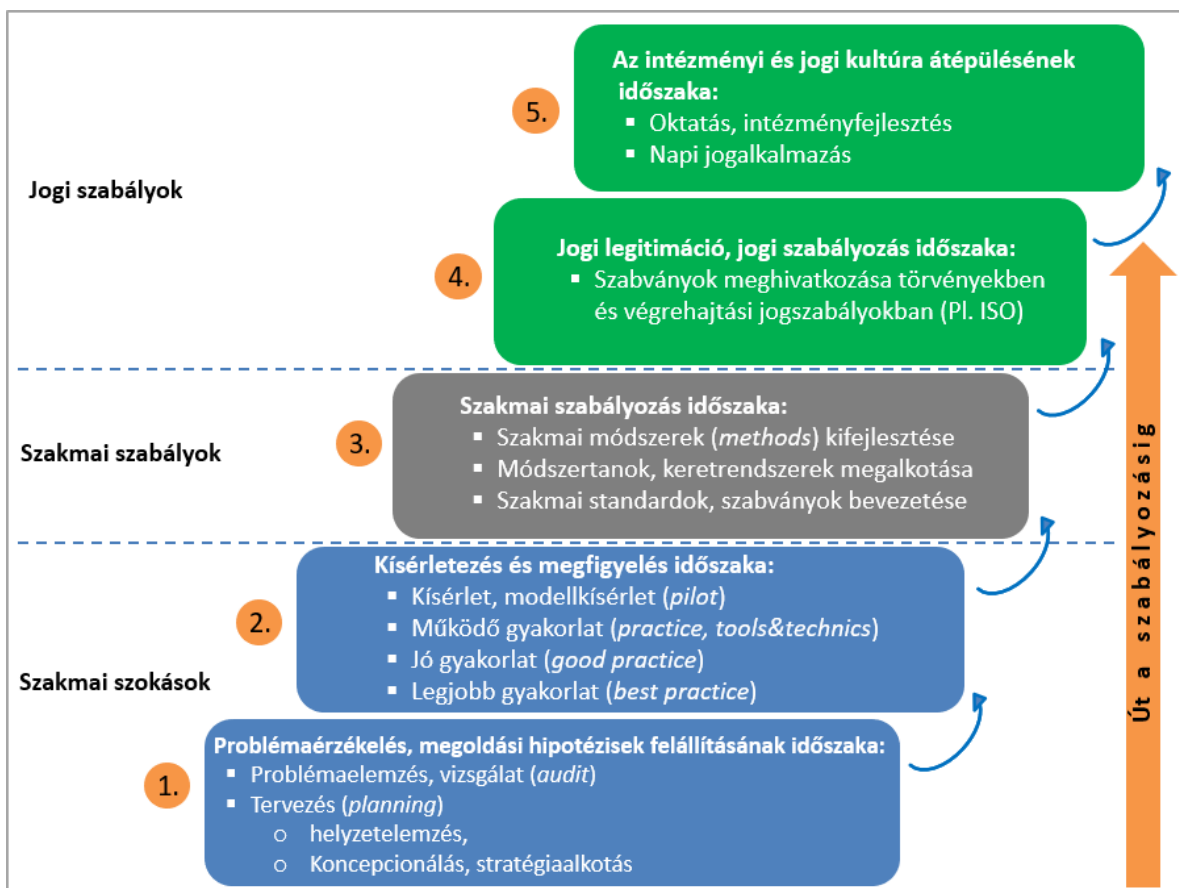 Az intézményi és jogi kultúra átépülésének
időszaka:
▪ Oktatás, intézményfejlesztés
▪ Napi jogalkalmazás
5.
Jogi szabályok
Jogi legitimáció, jogi szabályozás időszaka:
▪ Szabványok meghivatkozása törvényekben
és végrehajtási jogszabályokban (Pl. ISO)
4.
Szakmai szabályozás időszaka:
▪ Szakmai módszerek (methods) kifejlesztése
▪ Módszertanok, keretrendszerek megalkotása
▪ Szakmai standardok, szabványok bevezetése
3.
Szakmai szabályok
Kísérletezés és megfigyelés időszaka:
▪ Kísérlet, modellkísérlet (pilot)
▪ Működő gyakorlat (practice, tools&technics)
▪ Jó gyakorlat (good practice)
▪ Legjobb gyakorlat (best practice)
2.
Szakmai szokások
Problémaérzékelés, megoldási hipotézisek felállításának időszaka:
▪ Problémaelemzés, vizsgálat (audit)
▪ Tervezés (planning)
o helyzetelemzés,
o Koncepcionálás, stratégiaalkotás
1.
Út a szabályozásig